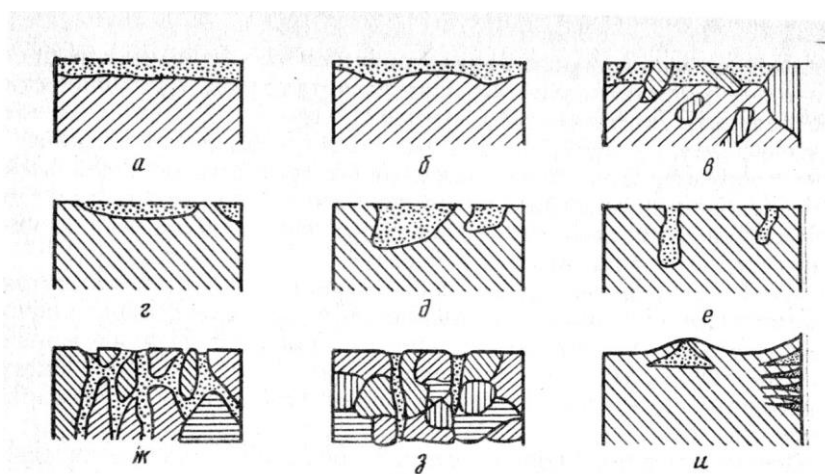 а б в
г д е
ж з и